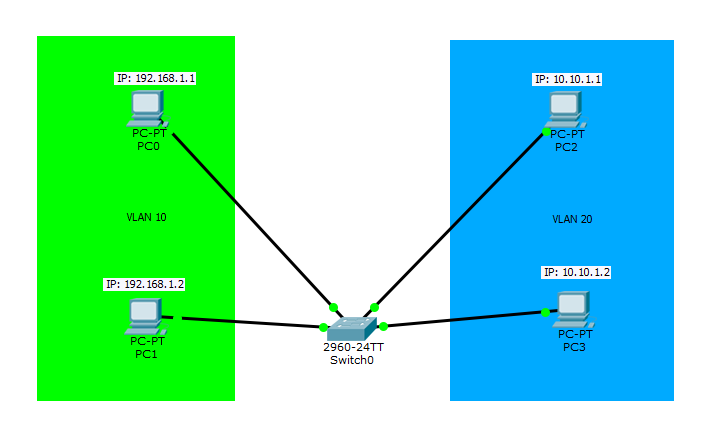 IP: 192.168.1.1
PC-PT
PC0
VLAN 10
IP: 192.168.1.2
PC-PT
PC1
2960-24TT
Switch0
IP: 10.10.1.1
PC-PT
PC2
VLAN 20
IP: 10.10.1.2
PC-PT
PC3